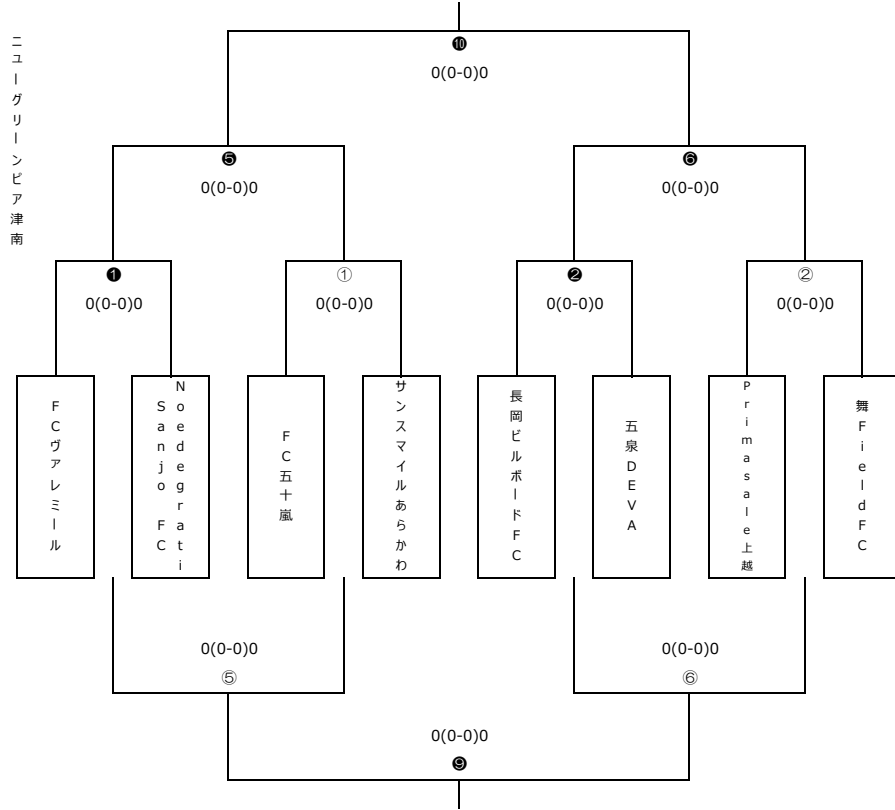 ニューグリーンピア津南
❿
0(0-0)0
❺
0(0-0)0
❻
0(0-0)0
❶
0(0-0)0
①
0(0-0)0
❷
0(0-0)0
②
0(0-0)0
FCヴァレミール
Noedegrati
Sanjo FC
FC五十嵐
サンスマイルあらかわ
長岡ビルボードFC
五泉DEVA
Primasale上越
舞FieldFC
0(0-0)0
⑤
0(0-0)0
⑥
0(0-0)0
❾